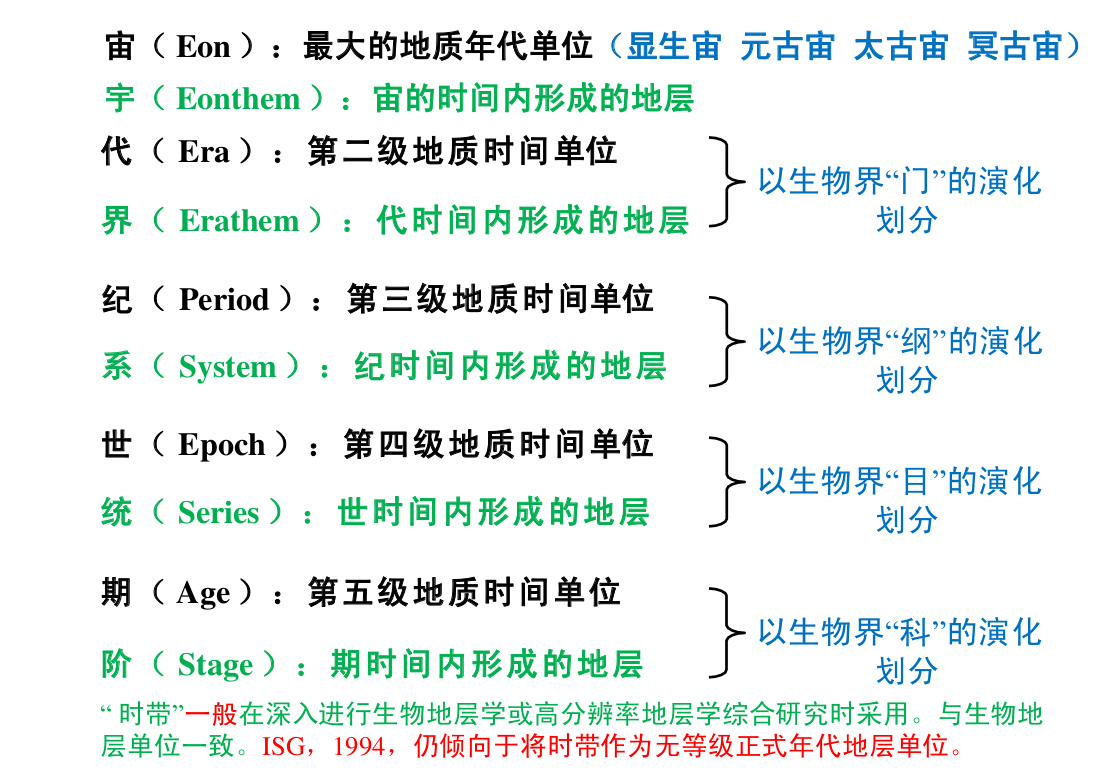 宙（ Eon ）：最大的地质年代单位（显生宙 元古宙 太古宙 冥古宙）
宇（ Eonthem ）：宙的时间内形成的地层
代（ Era ）：第二级地质时间单位
界（ Erathem ）：代时间内形成的地层
以生物界“门”的演化
划分
纪（ Period ）：第三级地质时间单位
系（ System ）：纪时间内形成的地层
以生物界“纲”的演化
划分
世（ Epoch ）：第四级地质时间单位
统（ Series ）：世时间内形成的地层
以生物界“目”的演化
划分
期（ Age ）：第五级地质时间单位
阶（ Stage ）：期时间内形成的地层
以生物界“科”的演化
划分
“ 时带”一般在深入进行生物地层学或高分辨率地层学综合研究时采用。与生物地
层单位一致。ISG，1994，仍倾向于将时带作为无等级正式年代地层单位。